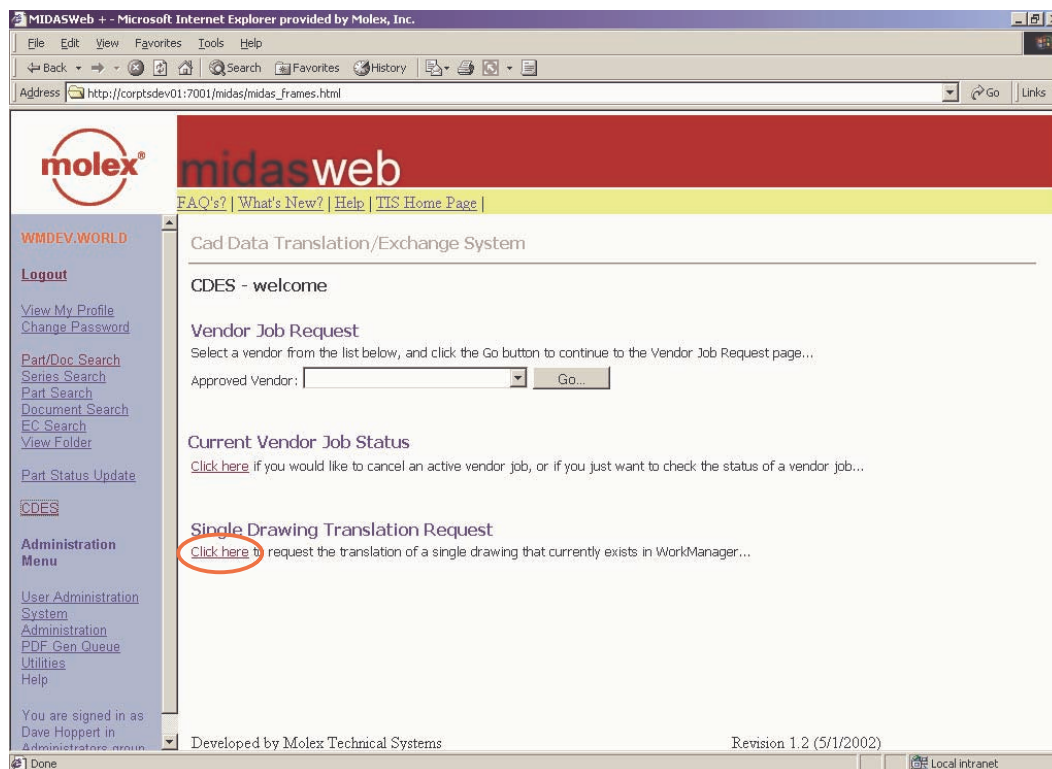 MIDASWeb + - Microsoft Internet Explorer provided by Molex, Inc.
File Edit View Favorites Tools Help
Back Search Favorites History
Address http://corptsdev01:7001/midas/midas_frames.html Go Links
molex®
midasweb
FAQ's? | What's New? | Help | TIS Home Page |
WMDEV.WORLD
Logout
View My Profile
Change Password
Part/Doc Search
Series Search
Part Search
Document Search
EC Search
View Folder
Part Status Update
CDES
Administration
Menu
User Administration
System
Administration
PDF Gen Queue
Utilities
Help
You are signed in as
Dave Hoppert in
Administrators group
Cad Data Translation/Exchange System
CDES - welcome
Vendor Job Request
Select a vendor from the list below, and click the Go button to continue to the Vendor Job Request page...
Approved Vendor: Go...
Current Vendor Job Status
Click here if you would like to cancel an active vendor job, or if you just want to check the status of a vendor job...
Single Drawing Translation Request
Click here to request the translation of a single drawing that currently exists in WorkManager...
Developed by Molex Technical Systems Revision 1.2 (5/1/2002)
Done Local intranet